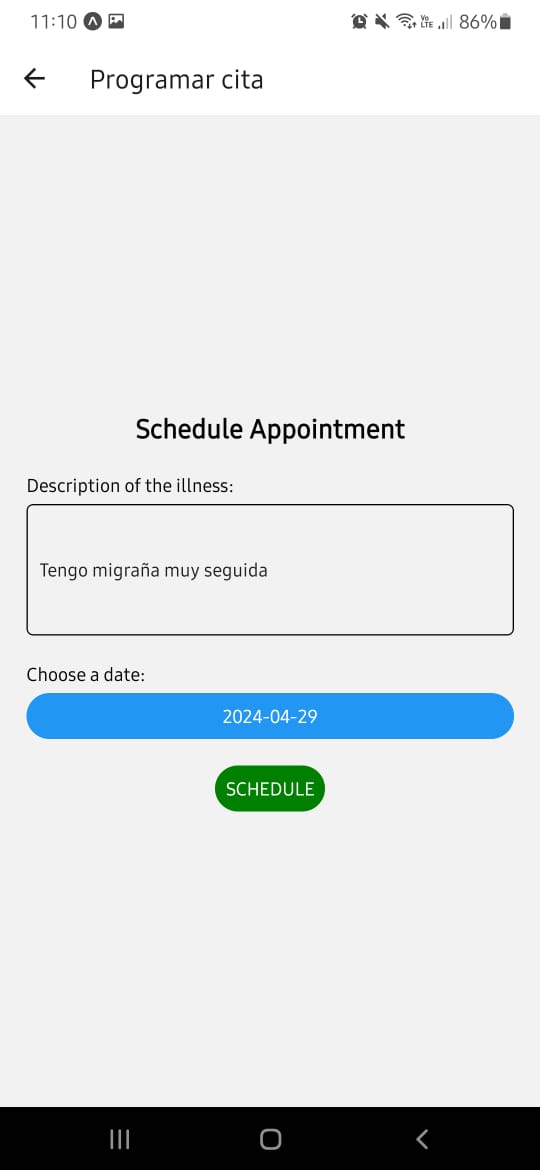 11:10 Vo LTE 86%
Programar cita
Schedule Appointment
Description of the illness:
Tengo migraña muy seguida
Choose a date:
2024-04-29
SCHEDULE